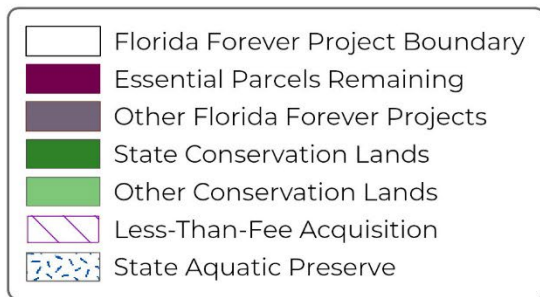 Florida Forever Project Boundary
Essential Parcels Remaining
Other Florida Forever Projects
State Conservation Lands
Other Conservation Lands
Less-Than-Fee Acquisition
State Aquatic Preserve